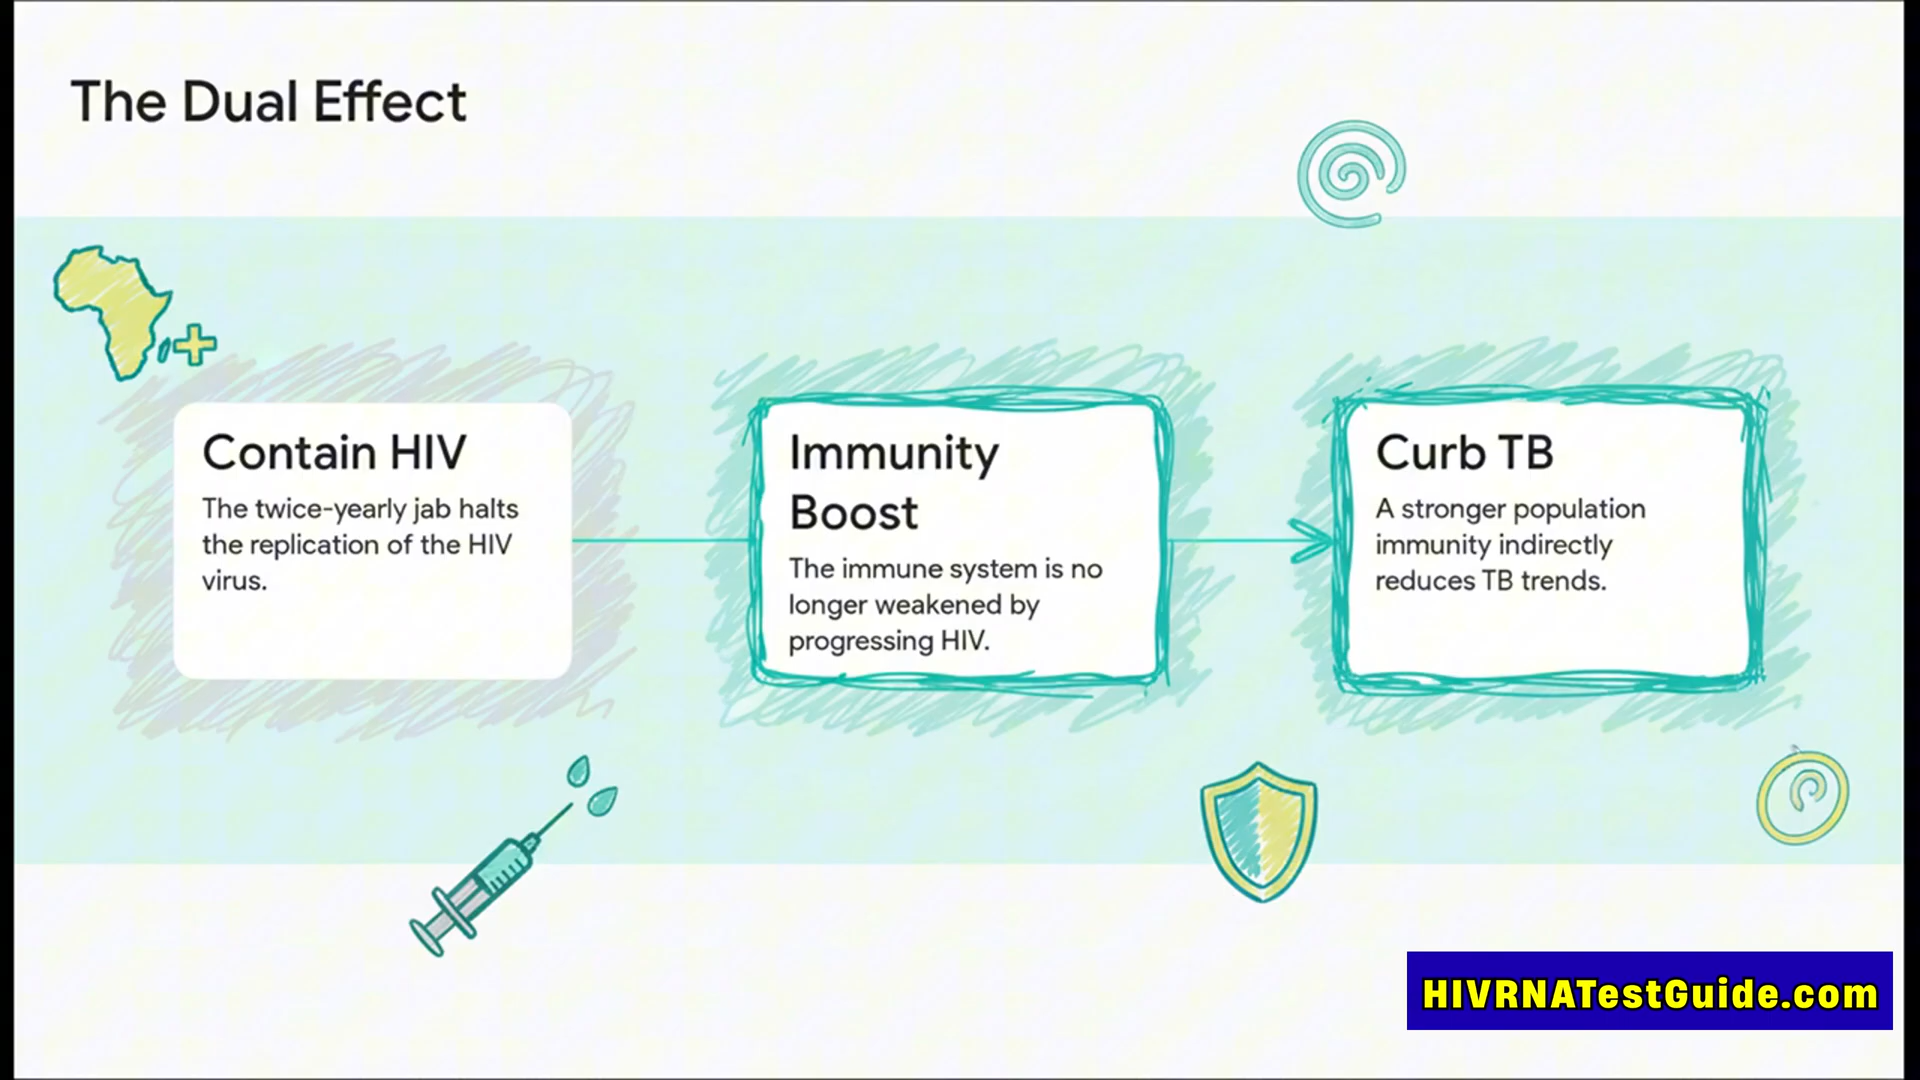 The Dual Effect
Contain HIV
The twice-yearly jab halts
the replication of the HIV
virus.
Immunity
Boost
The immune system is no
longer weakened by
progressing HIV.
Curb TB
A stronger population
immunity indirectly
reduces TB trends.
HIVRNATestGuide.com